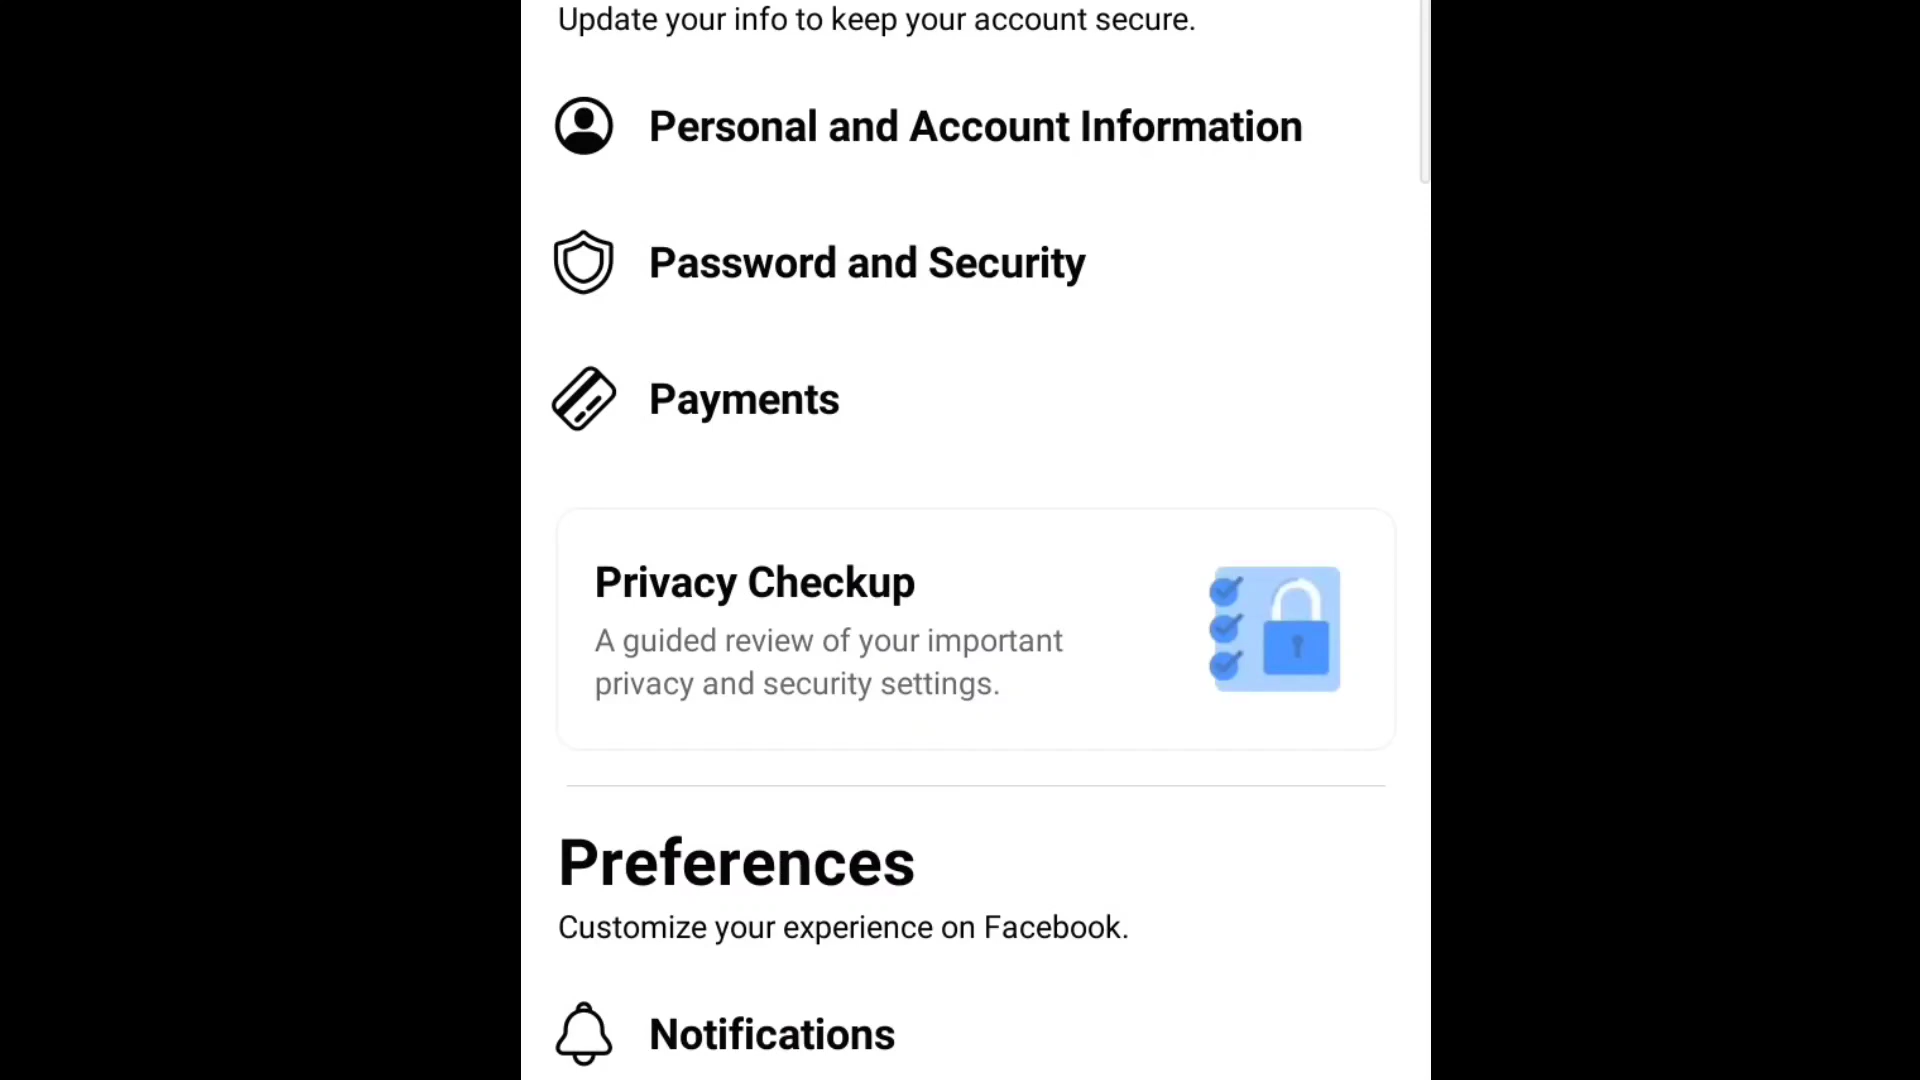 Update your info to keep your account secure.
Personal and Account Information
Password and Security
Payments
Privacy Checkup
A guided review of your important
privacy and security settings.
Preferences
Customize your experience on Facebook.
Notifications